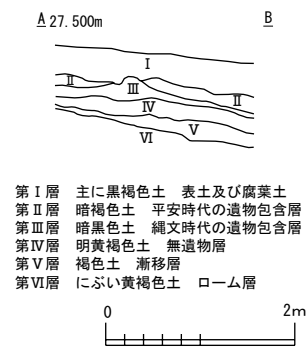 A 27.500m B
Ⅰ
Ⅱ Ⅲ Ⅱ
Ⅳ
Ⅵ Ⅴ
第Ⅰ層 主に黒褐色土 表土及び腐葉土
第Ⅱ層 暗褐色土 平安時代の遺物包含層
第Ⅲ層 暗黒色土 縄文時代の遺物包含層
第Ⅳ層 明黄褐色土 無遺物層
第Ⅴ層 褐色土 漸移層
第Ⅵ層 にぶい黄褐色土 ローム層
0 2m